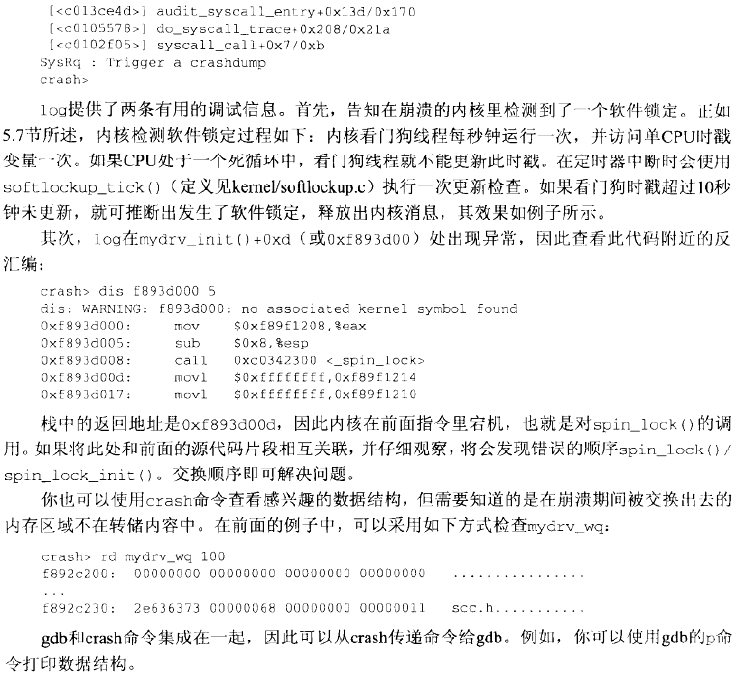 [<c013ce4d>] audit_syscall_entry+0x13d/0x170
[<c0105578>] do_syscall_trace+0x208/0x21a
[<c0102f05>] syscall_call+0x7/0xb
SysRq : Trigger a crashdump
crash>
log提供了两条有用的调试信息。首先，告知在崩溃的内核里检测到了一个软件锁定。正如
5.7节所述，内核检测软件锁定过程如下：内核看门狗线程每秒钟运行一次，并访问单CPU时戳
变量一次。如果CPU处于一个死循环中，看门狗线程就不能更新此时戳。在定时器中断时会使用
softlockup_tick()（定义见kernel/softlockup.c）执行一次更新检查。如果看门狗时戳超过10秒
钟未更新，就可推断出发生了软件锁定，释放出内核消息，其效果如例子所示。
其次，log在mydrv_init()+0xd（或0xf893d00）处出现异常，因此查看此代码附近的反
汇编：
crash> dis f893d000 5
dis: WARNING: f893d000: no associated kernel symbol found
0xf893d000: mov $0xf89f1208,%eax
0xf893d005: sub $0x8,%esp
0xf893d008: call 0xc0342300 <_spin_lock>
0xf893d00d: movl $0xffffffff,0xf89f1214
0xf893d017: movl $0xffffffff,0xf89f1210
栈中的返回地址是0xf893d00d，因此内核在前面指令里宕机，也就是对spin_lock()的调
用。如果将此处和前面的源代码片段相互关联，并仔细观察，将会发现错误的顺序spin_lock()/
spin_lock_init()。交换顺序即可解决问题。
你也可以使用crash命令查看感兴趣的数据结构，但需要知道的是在崩溃期间被交换出去的
内存区域不在转储内容中。在前面的例子中，可以采用如下方式检查mydrv_wq：
crash> rd mydrv_wq 100
f892c200: 00000000 00000000 00000000 00000000 ................
...
f892c230: 2e636373 00000068 00000000 00000011 scc.h...........
gdb和crash命令集成在一起，因此可以从crash传递命令给gdb。例如，你可以使用gdb的p命
令打印数据结构。